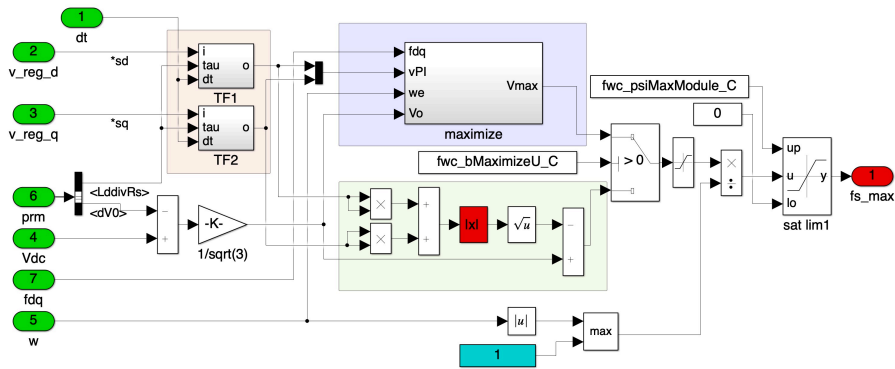 1
dt
2
v_reg_d
*sd
i
tau
dt
o
TF1
3
v_reg_q
*sq
i
tau
dt
o
TF2
fdq
vPI
we
Vo
Vmax
maximize
fwc_psiMaxModule_C
0
fwc_bMaximizeU_C
> 0
×
÷
up
u
lo
y
sat lim1
1
fs_max
6
prm
<LddivRs>
<dV0>
−
+
-K-
1/sqrt(3)
4
Vdc
×
×
+
+
|x|
√u
−
+
7
fdq
5
w
|u|
max
1